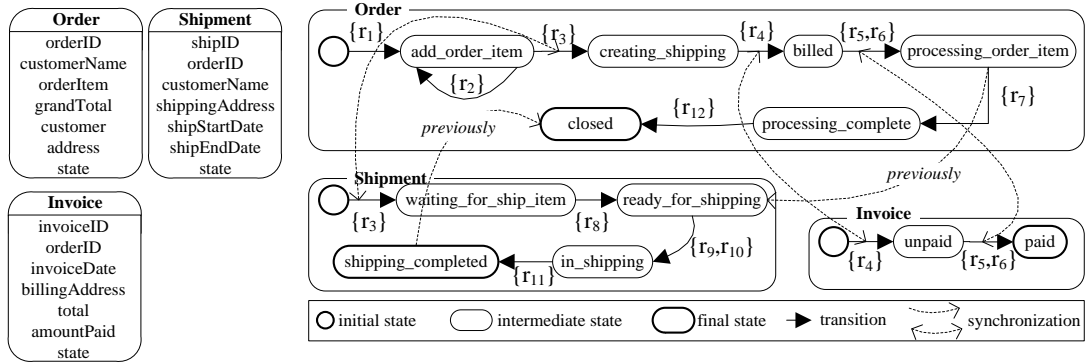 Order
orderID
customerName
orderItem
grandTotal
customer
address
state
Shipment
shipID
orderID
customerName
shippingAddress
shipStartDate
shipEndDate
state
Invoice
invoiceID
orderID
invoiceDate
billingAddress
total
amountPaid
state
Order
{r1}
add_order_item
{r2}
{r3}
creating_shipping
{r4}
billed
{r5,r6}
processing_order_item
{r7}
processing_complete
{r12}
closed
previously
previously
Shipment
{r3}
waiting_for_ship_item
{r8}
ready_for_shipping
{r9,r10}
in_shipping
{r11}
shipping_completed
Invoice
{r4}
unpaid
{r5,r6}
paid
initial state
intermediate state
final state
transition
synchronization